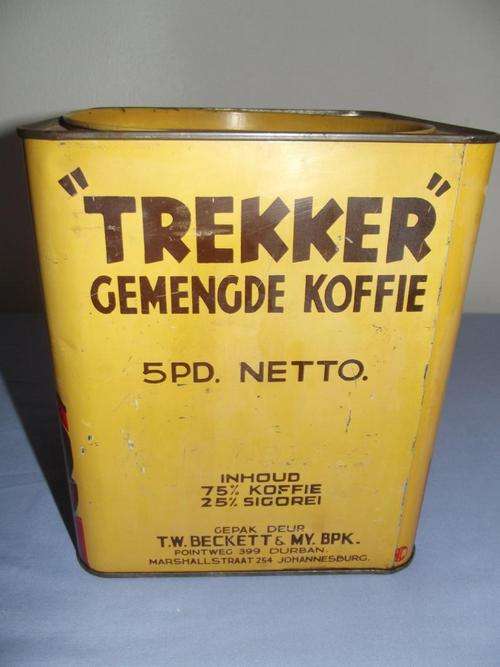 "TREKKER"
GEMENGDE KOFFIE
5PD. NETTO.
INHOUD
75% KOFFIE
25% SIGOREI
GEPAK DEUR
T.W. BECKETT & MY. BPK.
POINTWEG 399 DURBAN.
MARSHALLSTRAAT 254 JOHANNESBURG.